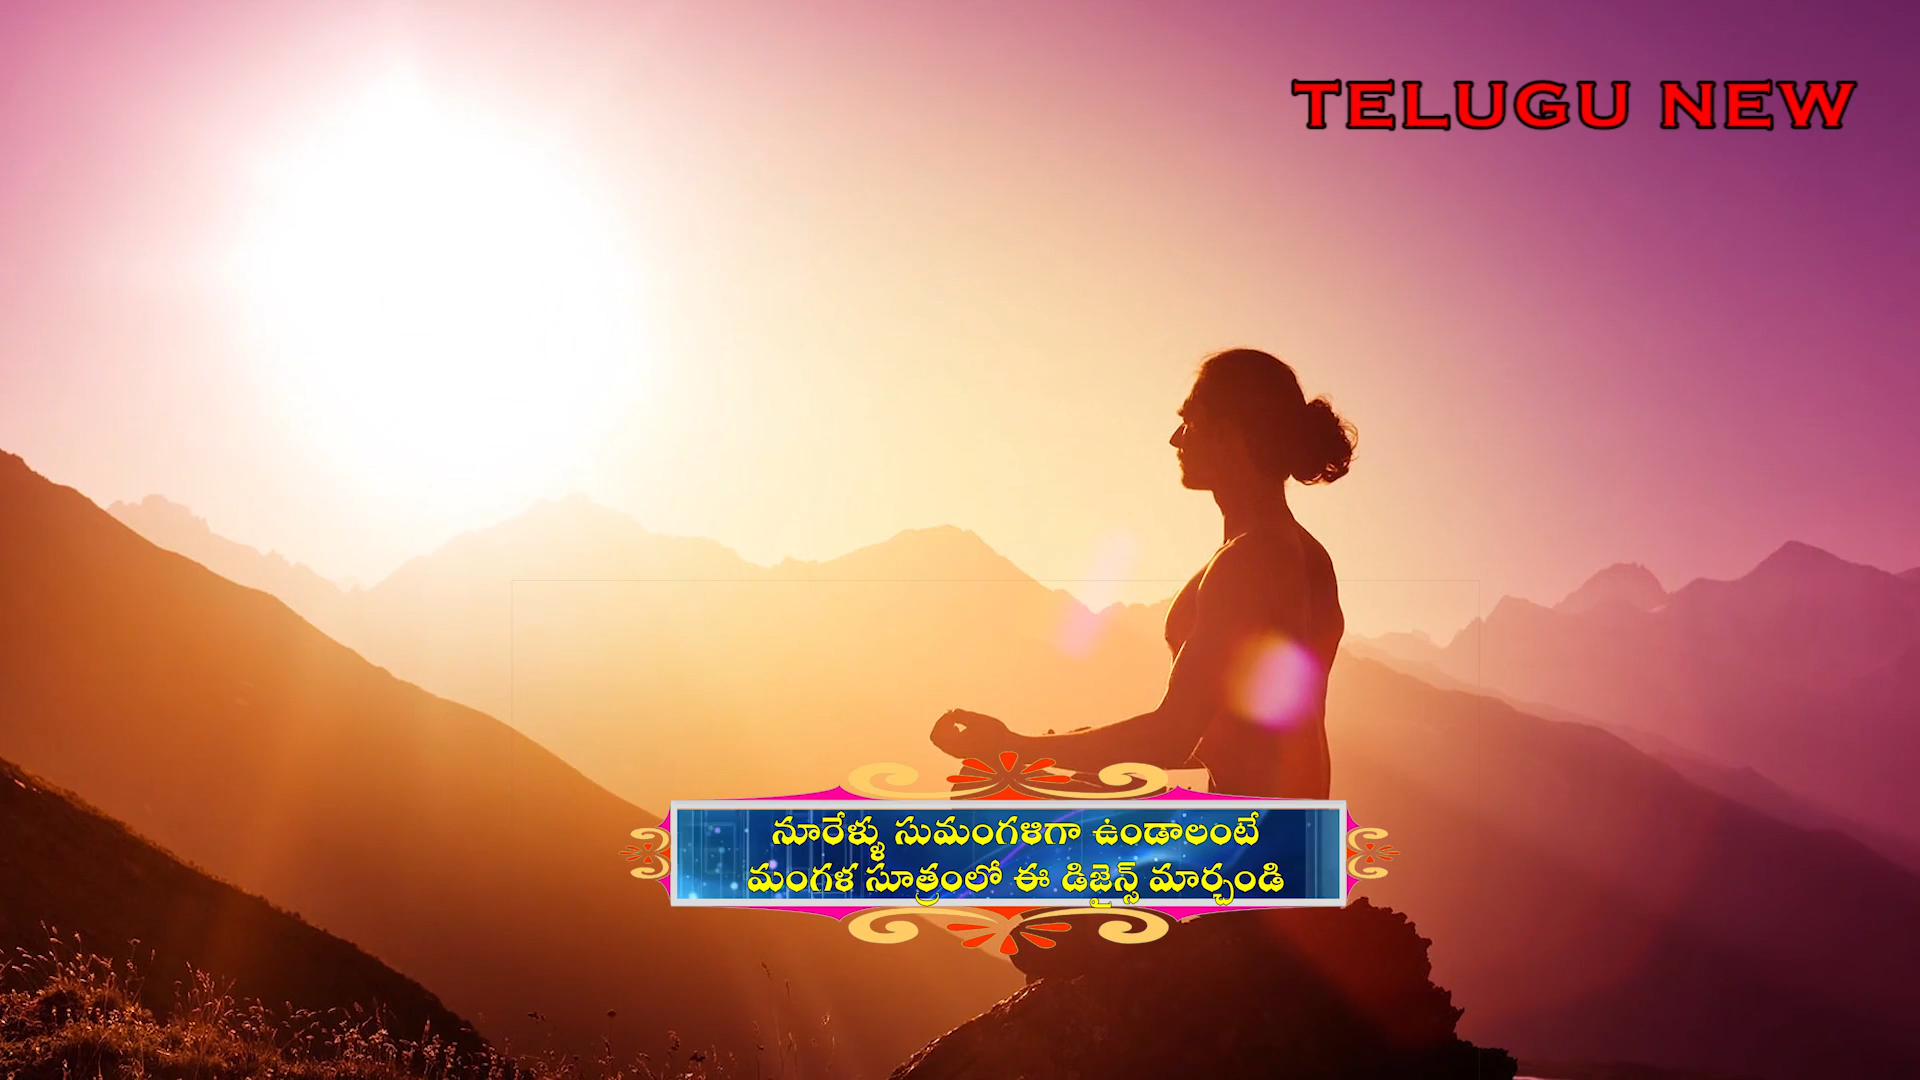 TELUGU NEW
నూరేళ్ళు సుమంగళిగా ఉండాలంటే
మంగళ సూత్రంలో ఈ డిజైన్స్ మార్చండి